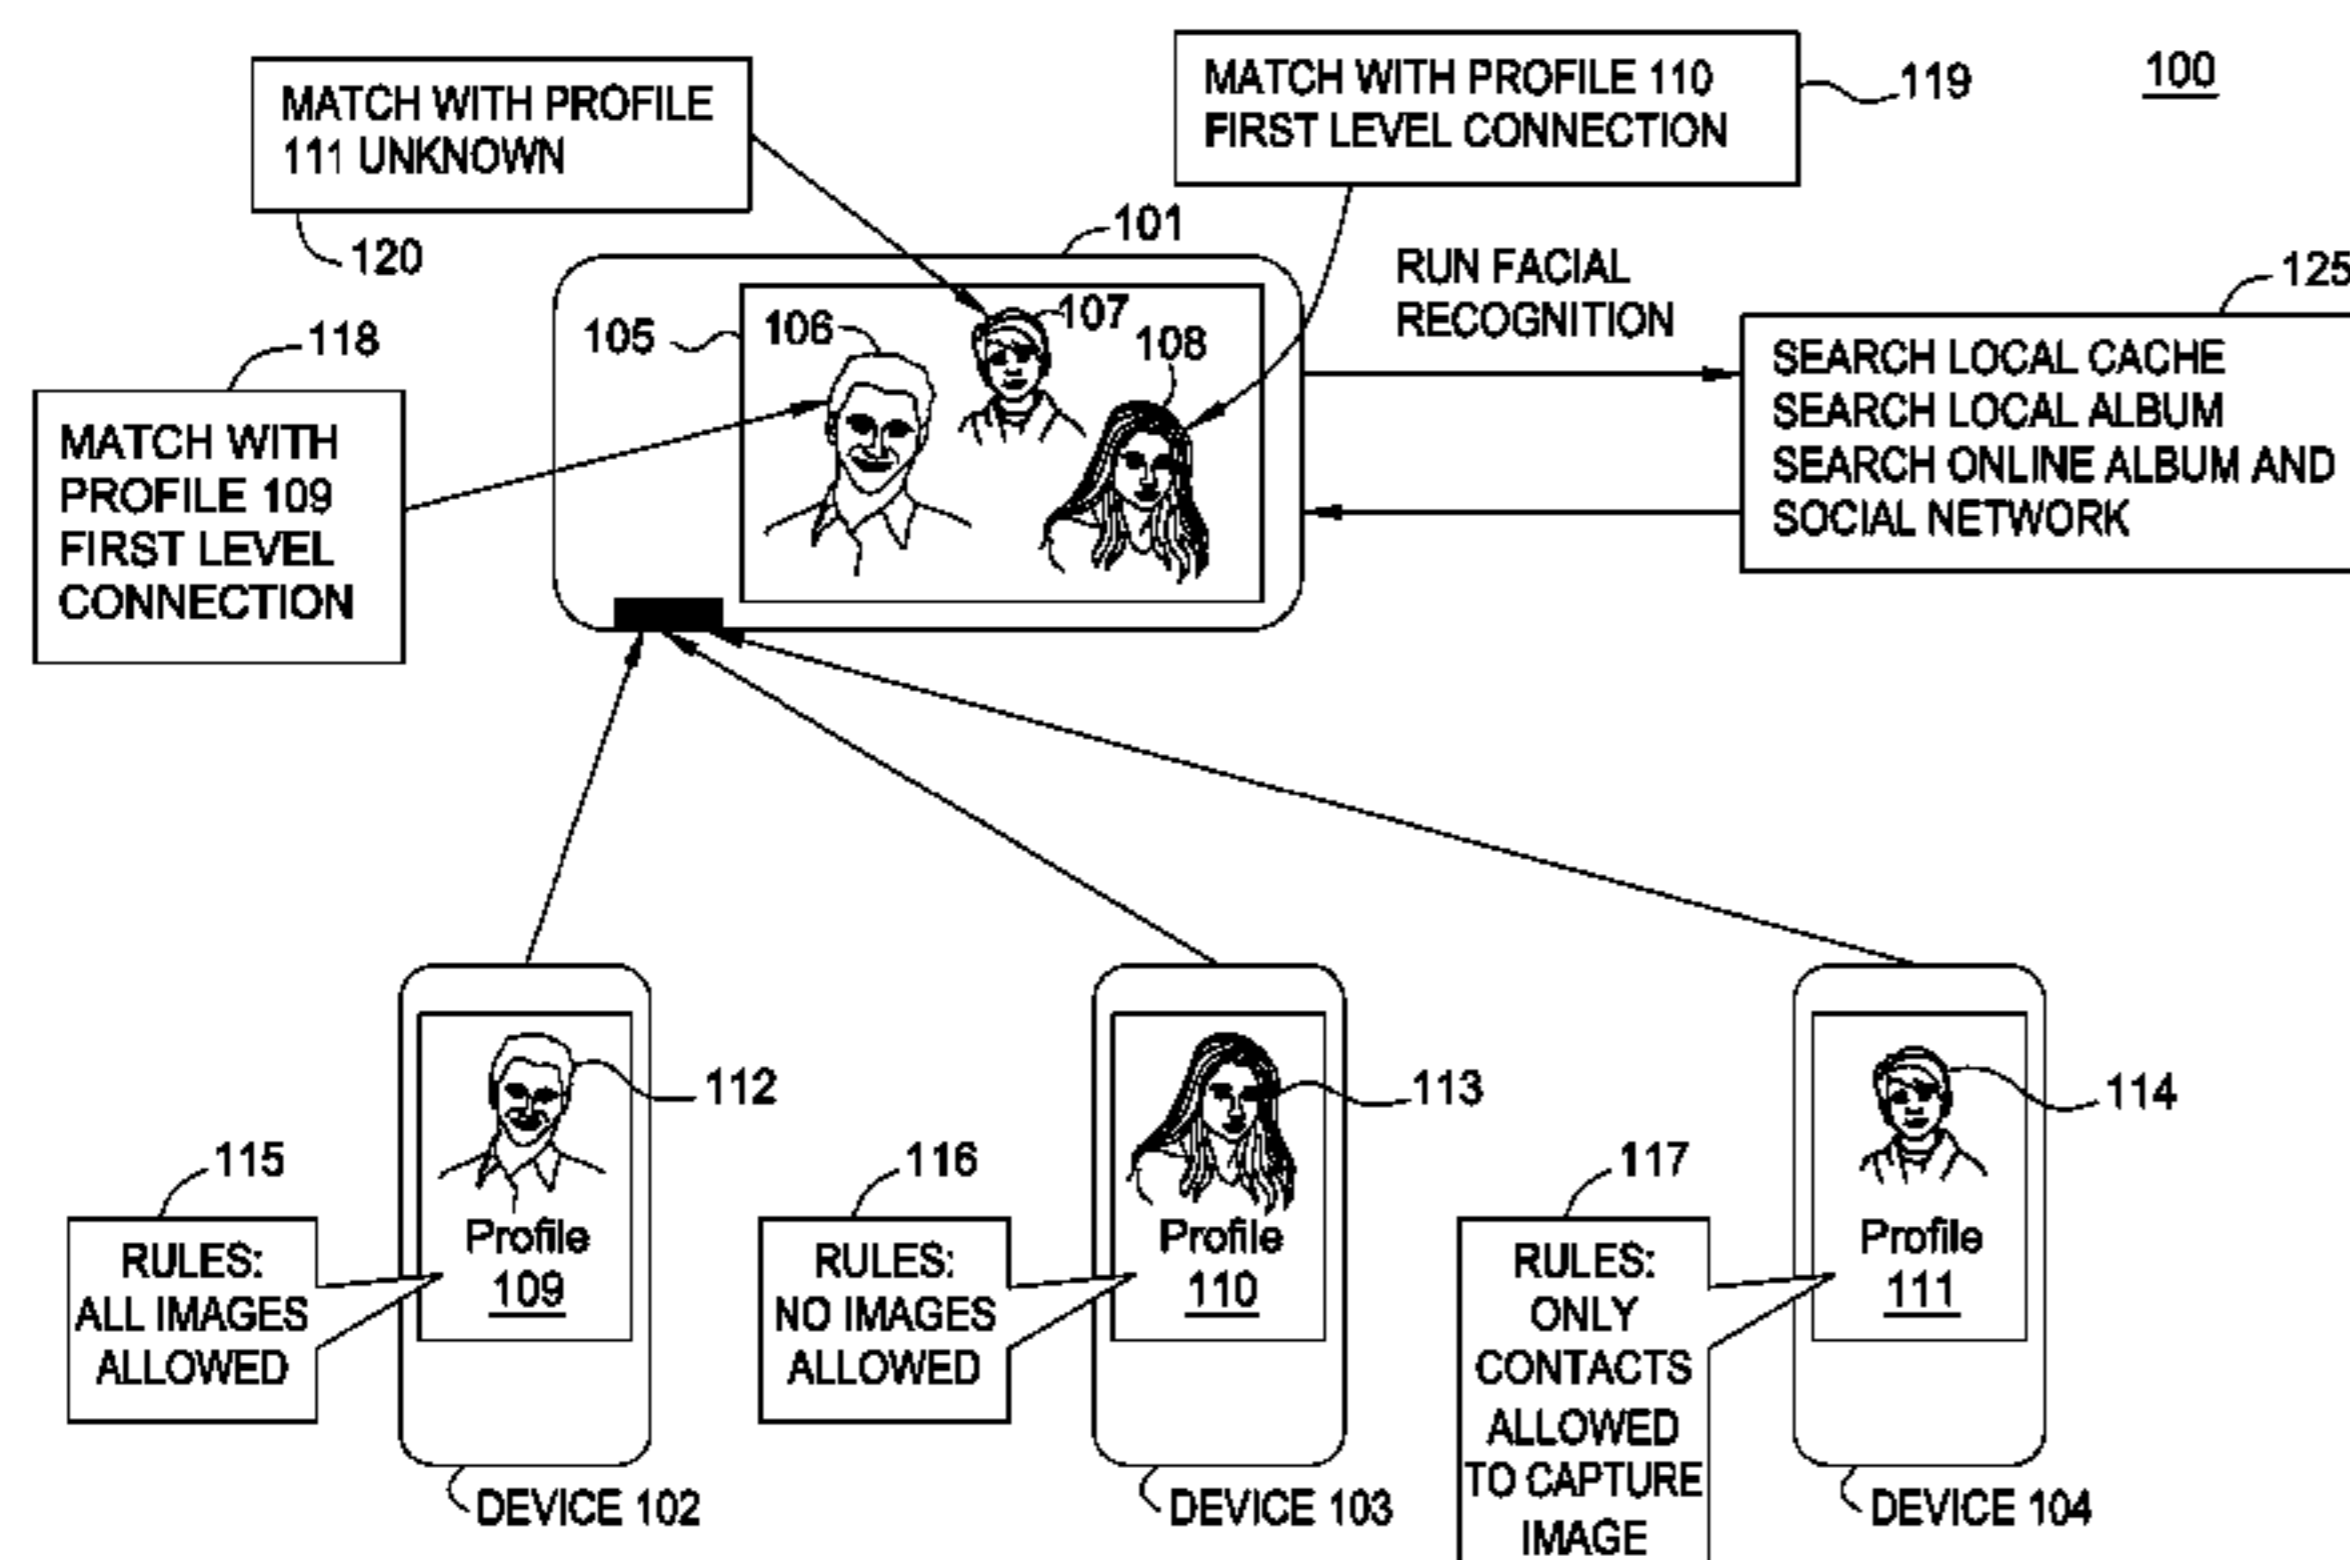 MATCH WITH PROFILE
111 UNKNOWN
120
MATCH WITH PROFILE 110
FIRST LEVEL CONNECTION
119
100
101
118
MATCH WITH
PROFILE 109
FIRST LEVEL
CONNECTION
105
106
107
108
RUN FACIAL
RECOGNITION
125
SEARCH LOCAL CACHE
SEARCH LOCAL ALBUM
SEARCH ONLINE ALBUM AND
SOCIAL NETWORK
112
Profile
109
115
RULES:
ALL IMAGES
ALLOWED
DEVICE 102
113
Profile
110
116
RULES:
NO IMAGES
ALLOWED
DEVICE 103
114
Profile
111
117
RULES:
ONLY
CONTACTS
ALLOWED
TO CAPTURE
IMAGE
DEVICE 104